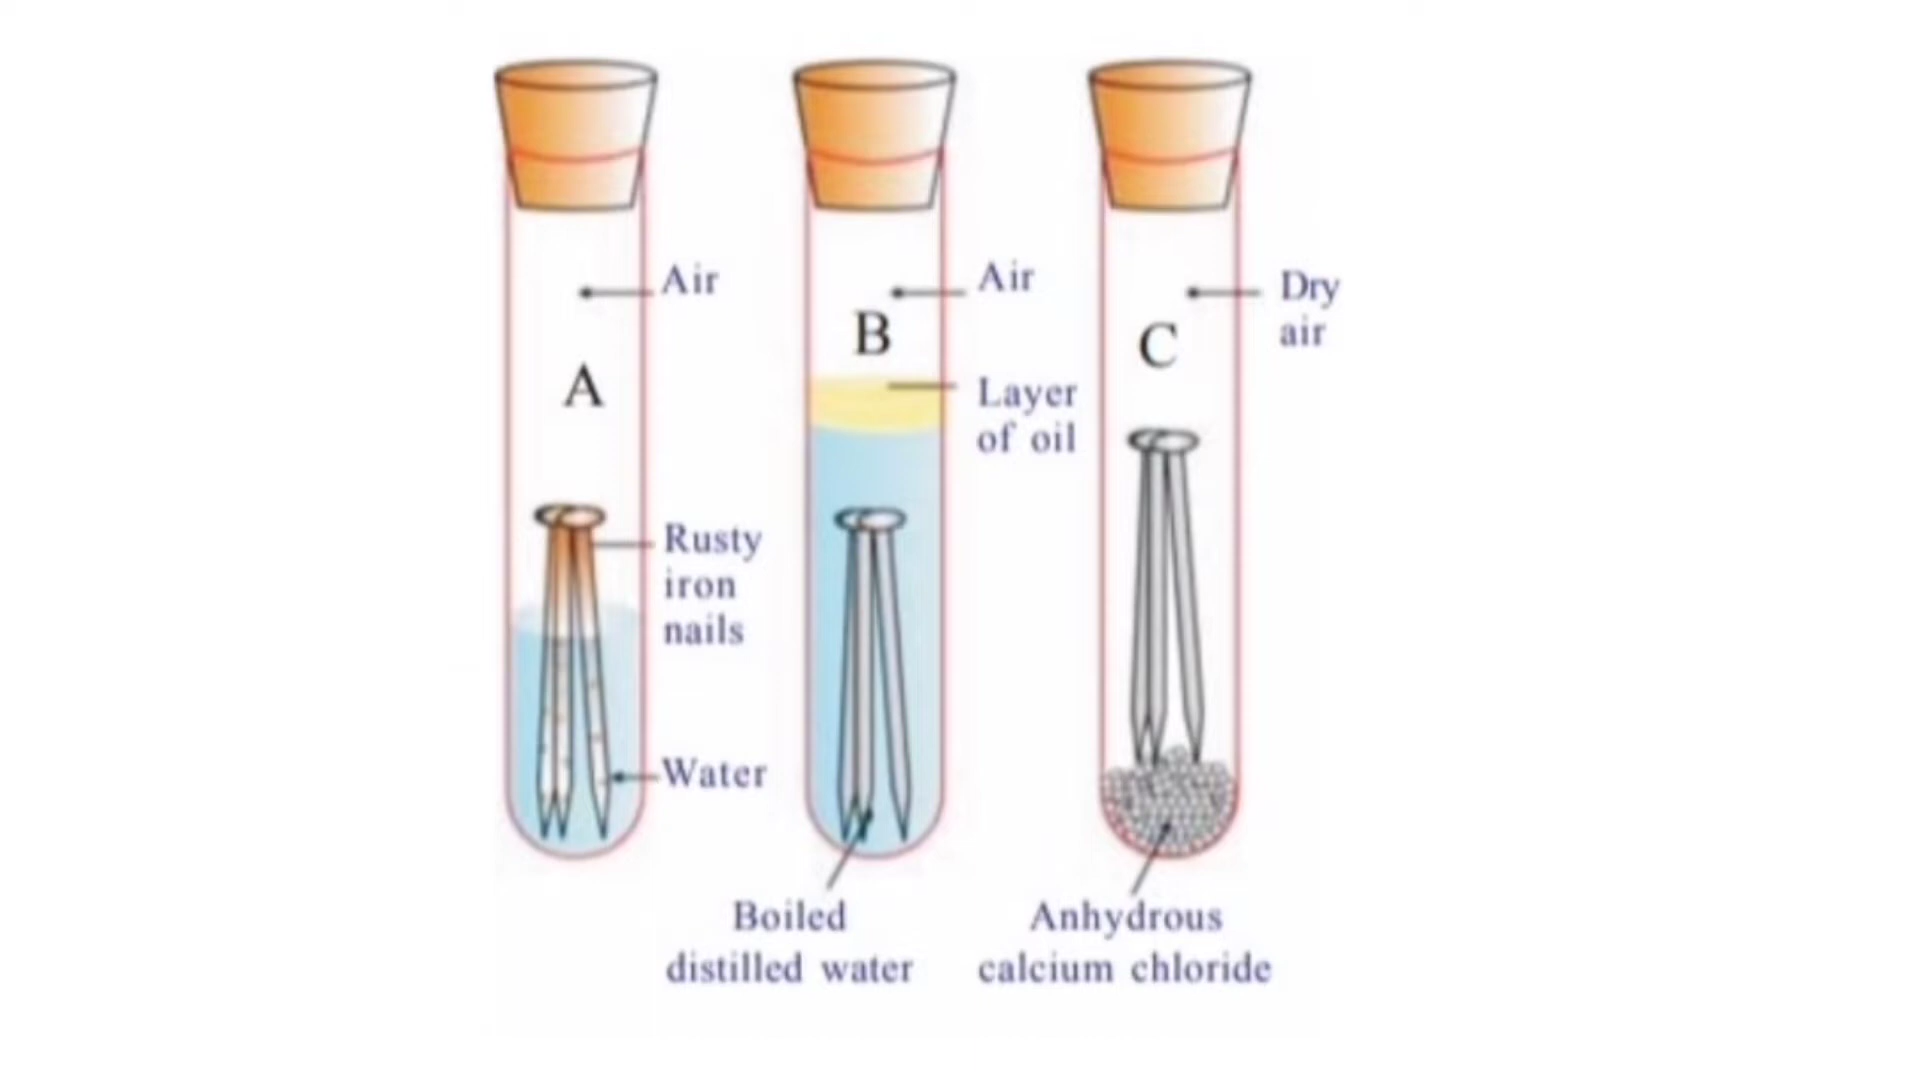 Air
A
Rusty
iron
nails
Water
Air
B
Layer
of oil
Boiled
distilled water
Dry
air
C
Anhydrous
calcium chloride